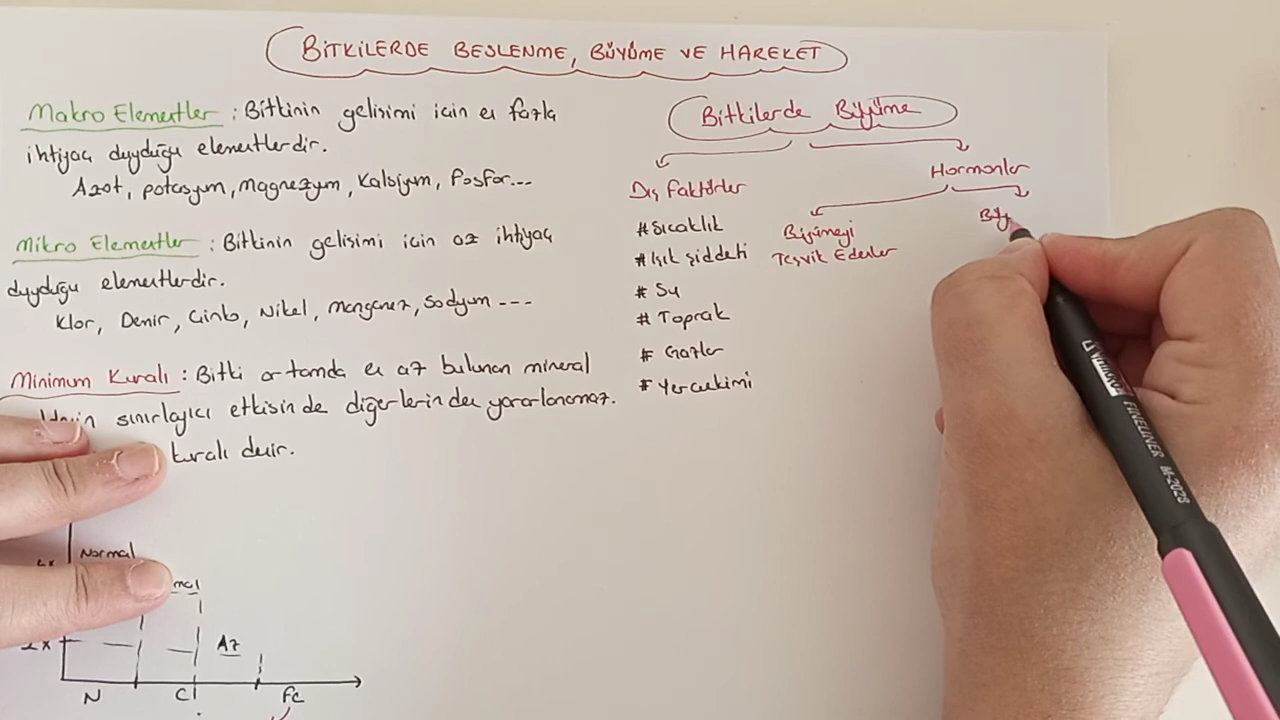 BİTKİLERDE BESLENME, BÜYÜME VE HAREKET
Makro Elementler : Bitkinin gelişimi için en fazla
ihtiyaç duyduğu elementlerdir.
Azot, potasyum, Magnezyum, Kalsiyum, Fosfor...
Mikro Elementler : Bitkinin gelişimi için az ihtiyaç
duyduğu elementlerdir.
Klor, Demir, Çinko, Nikel, mangenez, Sodyum ---
Minimum Kuralı : Bitki ortamda en az bulunan mineral
sınırlayıcı etkisinde diğerlerinden yararlanamaz.
kuralı denir.
Normal
Az
N
Cl
Fe
Bitkilerde Büyüme
Dış Faktörler
#Sıcaklık
#Işık şiddeti
# Su
# Toprak
# Gazlar
# Yerçekimi
Hormonlar
Büyümeyi
Teşvik Edenler
Büy
FINELINER M-2028